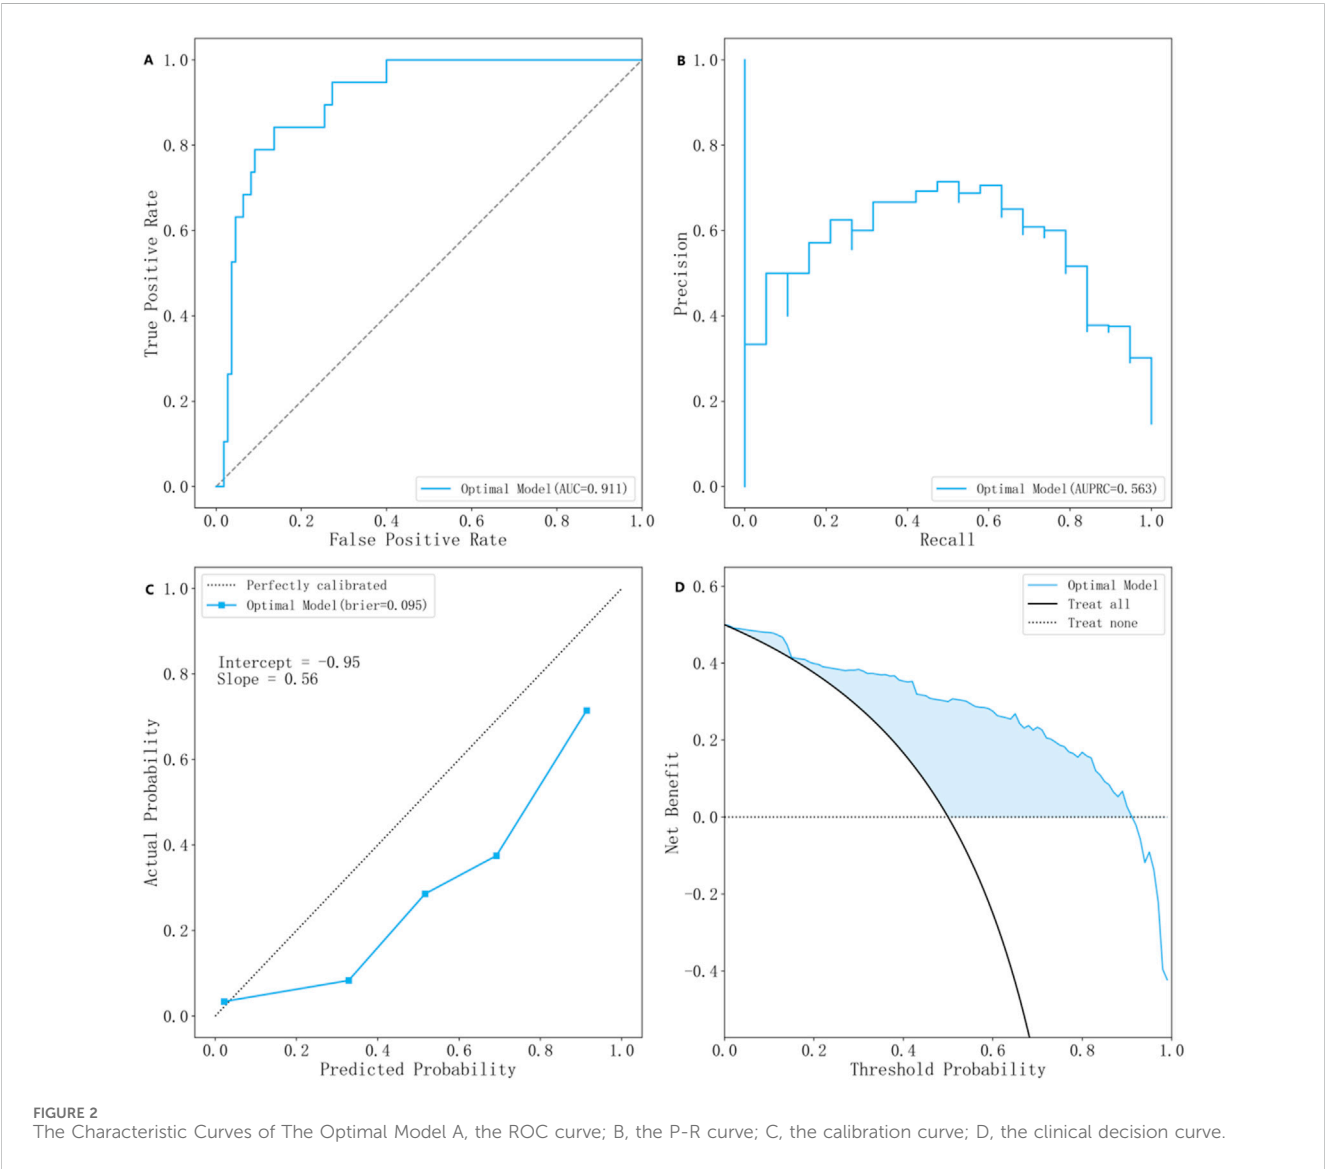 A
1.0
0.8
0.6
0.4
0.2
0.0
True Positive Rate
0.0 0.2 0.4 0.6 0.8 1.0
False Positive Rate
Optimal Model(AUC=0.911)
B
1.0
0.8
0.6
0.4
0.2
0.0
Precision
0.0 0.2 0.4 0.6 0.8 1.0
Recall
Optimal Model(AUPRC=0.563)
C
Perfectly calibrated
Optimal Model(brier=0.095)
Intercept = -0.95
Slope = 0.56
1.0
0.8
0.6
0.4
0.2
0.0
Actual Probability
0.0 0.2 0.4 0.6 0.8 1.0
Predicted Probability
D
Optimal Model
Treat all
Treat none
0.6
0.4
0.2
0.0
-0.2
-0.4
Net Benefit
0.0 0.2 0.4 0.6 0.8 1.0
Threshold Probability
FIGURE 2
The Characteristic Curves of The Optimal Model A, the ROC curve; B, the P-R curve; C, the calibration curve; D, the clinical decision curve.